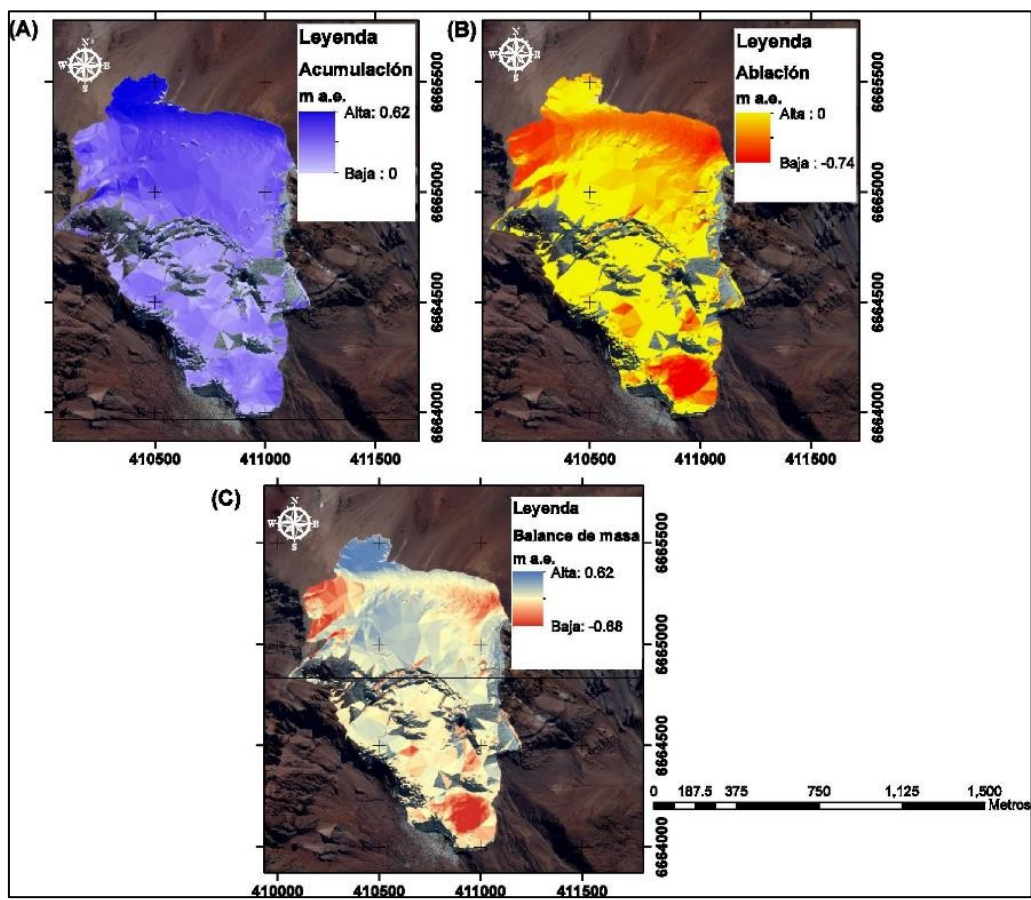 (A)
N
W E
S
Leyenda
Acumulación
m a.e.
Alta: 0.62
Baja : 0
6665500
6665000
6664500
6664000
410500 411000 411500
(B)
N
W E
S
Leyenda
Ablación
m a.e.
Alta : 0
Baja : -0.74
6665500
6665000
6664500
6664000
410500 411000 411500
(C)
N
W E
S
Leyenda
Balance de masa
m a.e.
Alta: 0.62
Baja: -0.68
6665500
6665000
6664500
6664000
410000 410500 411000 411500
0 187.5 375 750 1,125 1,500
Metros